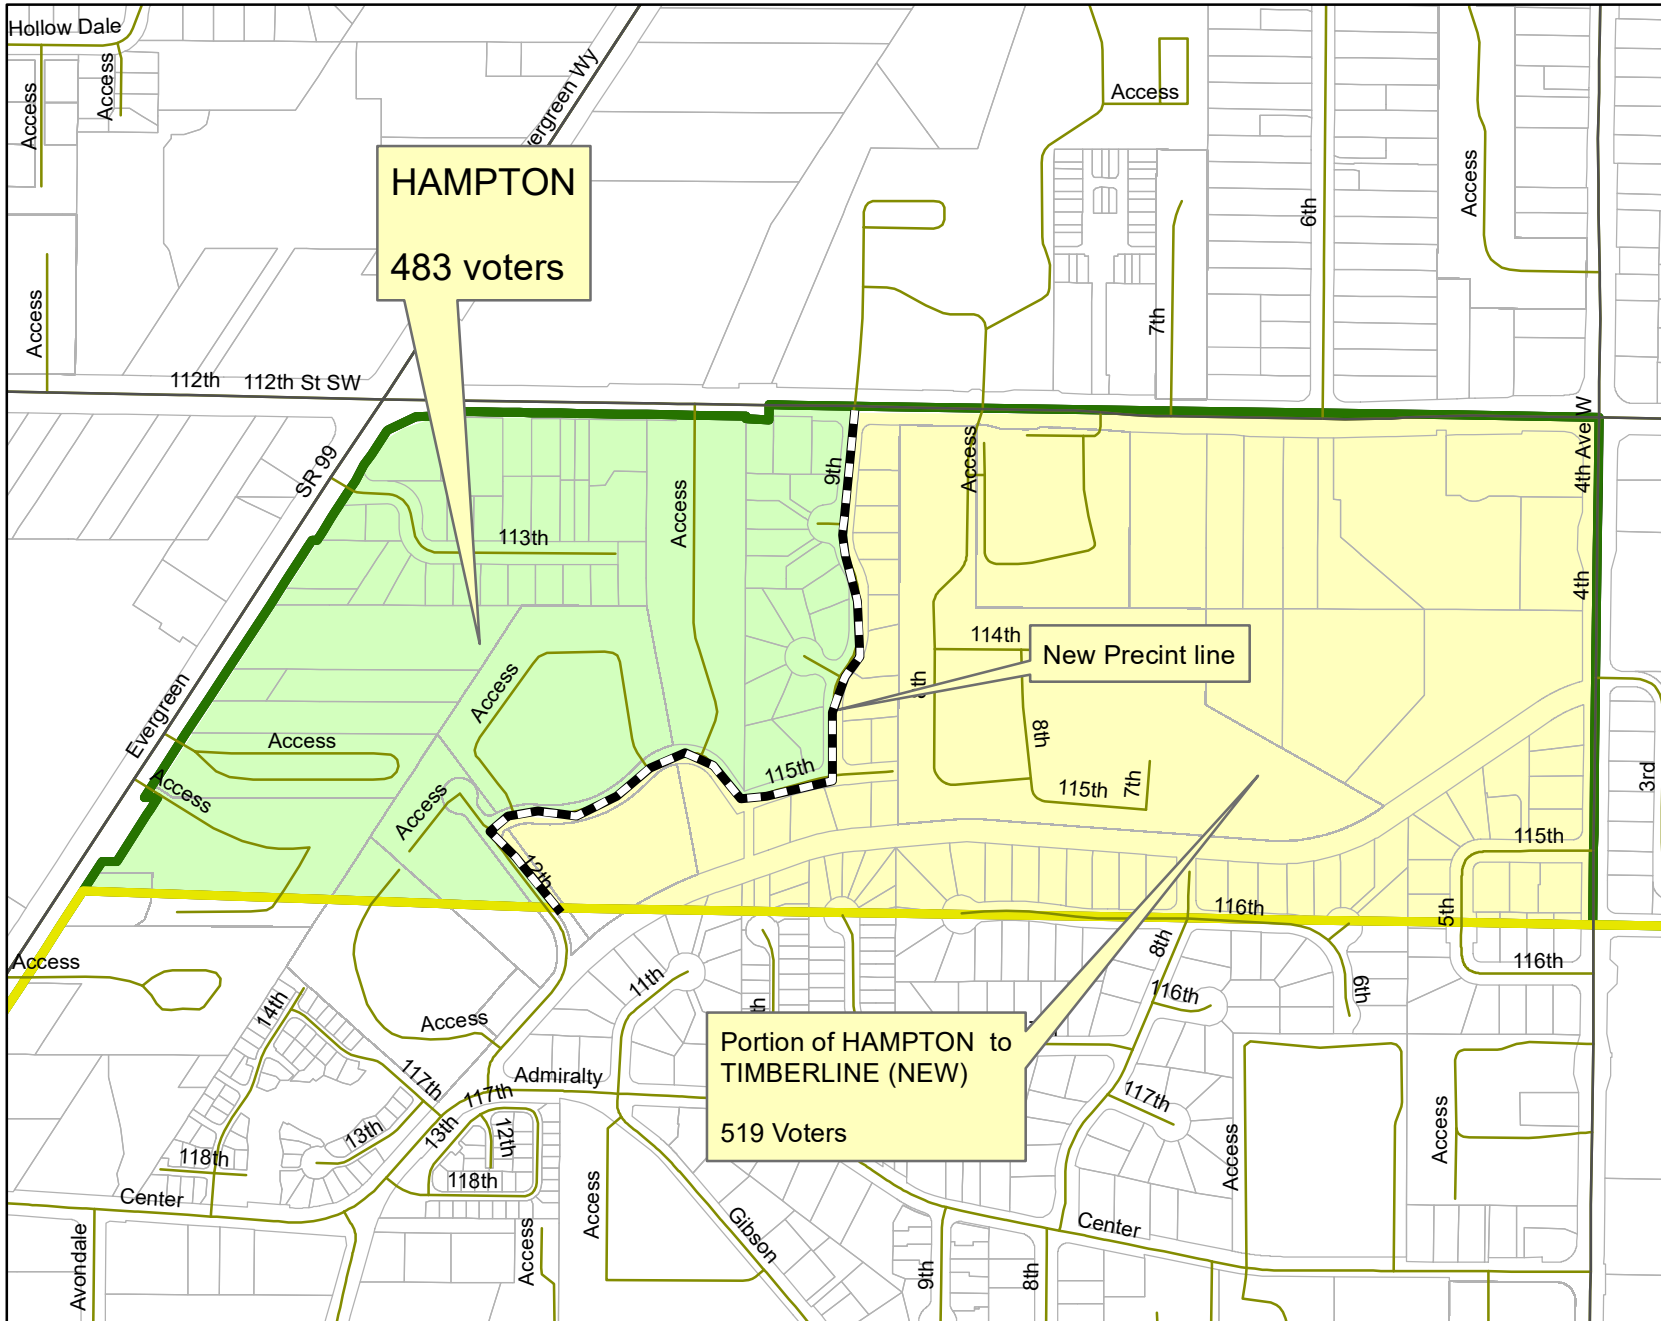 Hollow Dale
Access
Access
Evergreen Wy
Access
Access
6th
Access
HAMPTON
483 voters
7th
112th
112th St SW
4th Ave W
SR 99
9th
Access
Access
113th
4th
114th
New Precint line
Access
8th
Evergreen
Access
115th
115th
7th
3rd
Access
Access
12th
115th
116th
5th
8th
116th
Access
11th
116th
6th
14th
Access
Portion of HAMPTON to
TIMBERLINE (NEW)
519 Voters
Admiralty
117th
117th
117th
13th
13th
12th
118th
118th
Access
Access
Access
Center
Center
Gibson
Avondale
Access
9th
8th